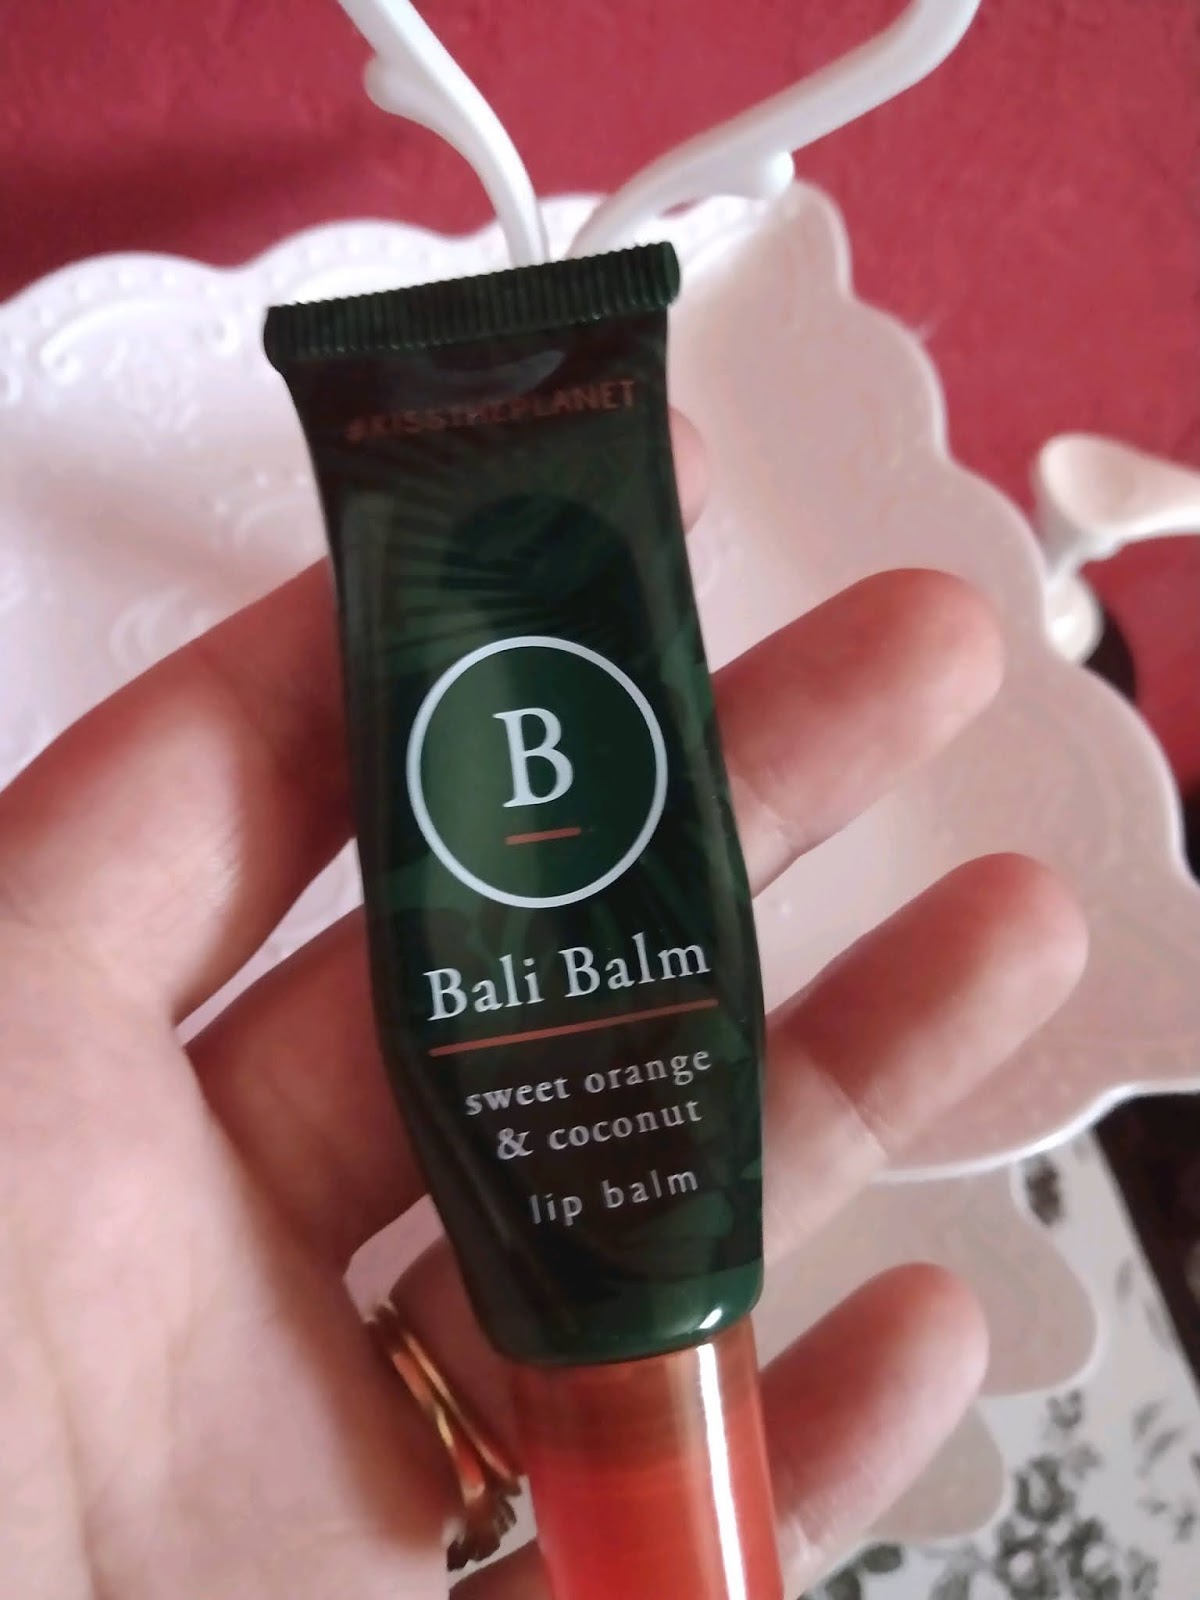 #KISSTHEPLANET
B
Bali Balm
sweet orange
& coconut
lip balm